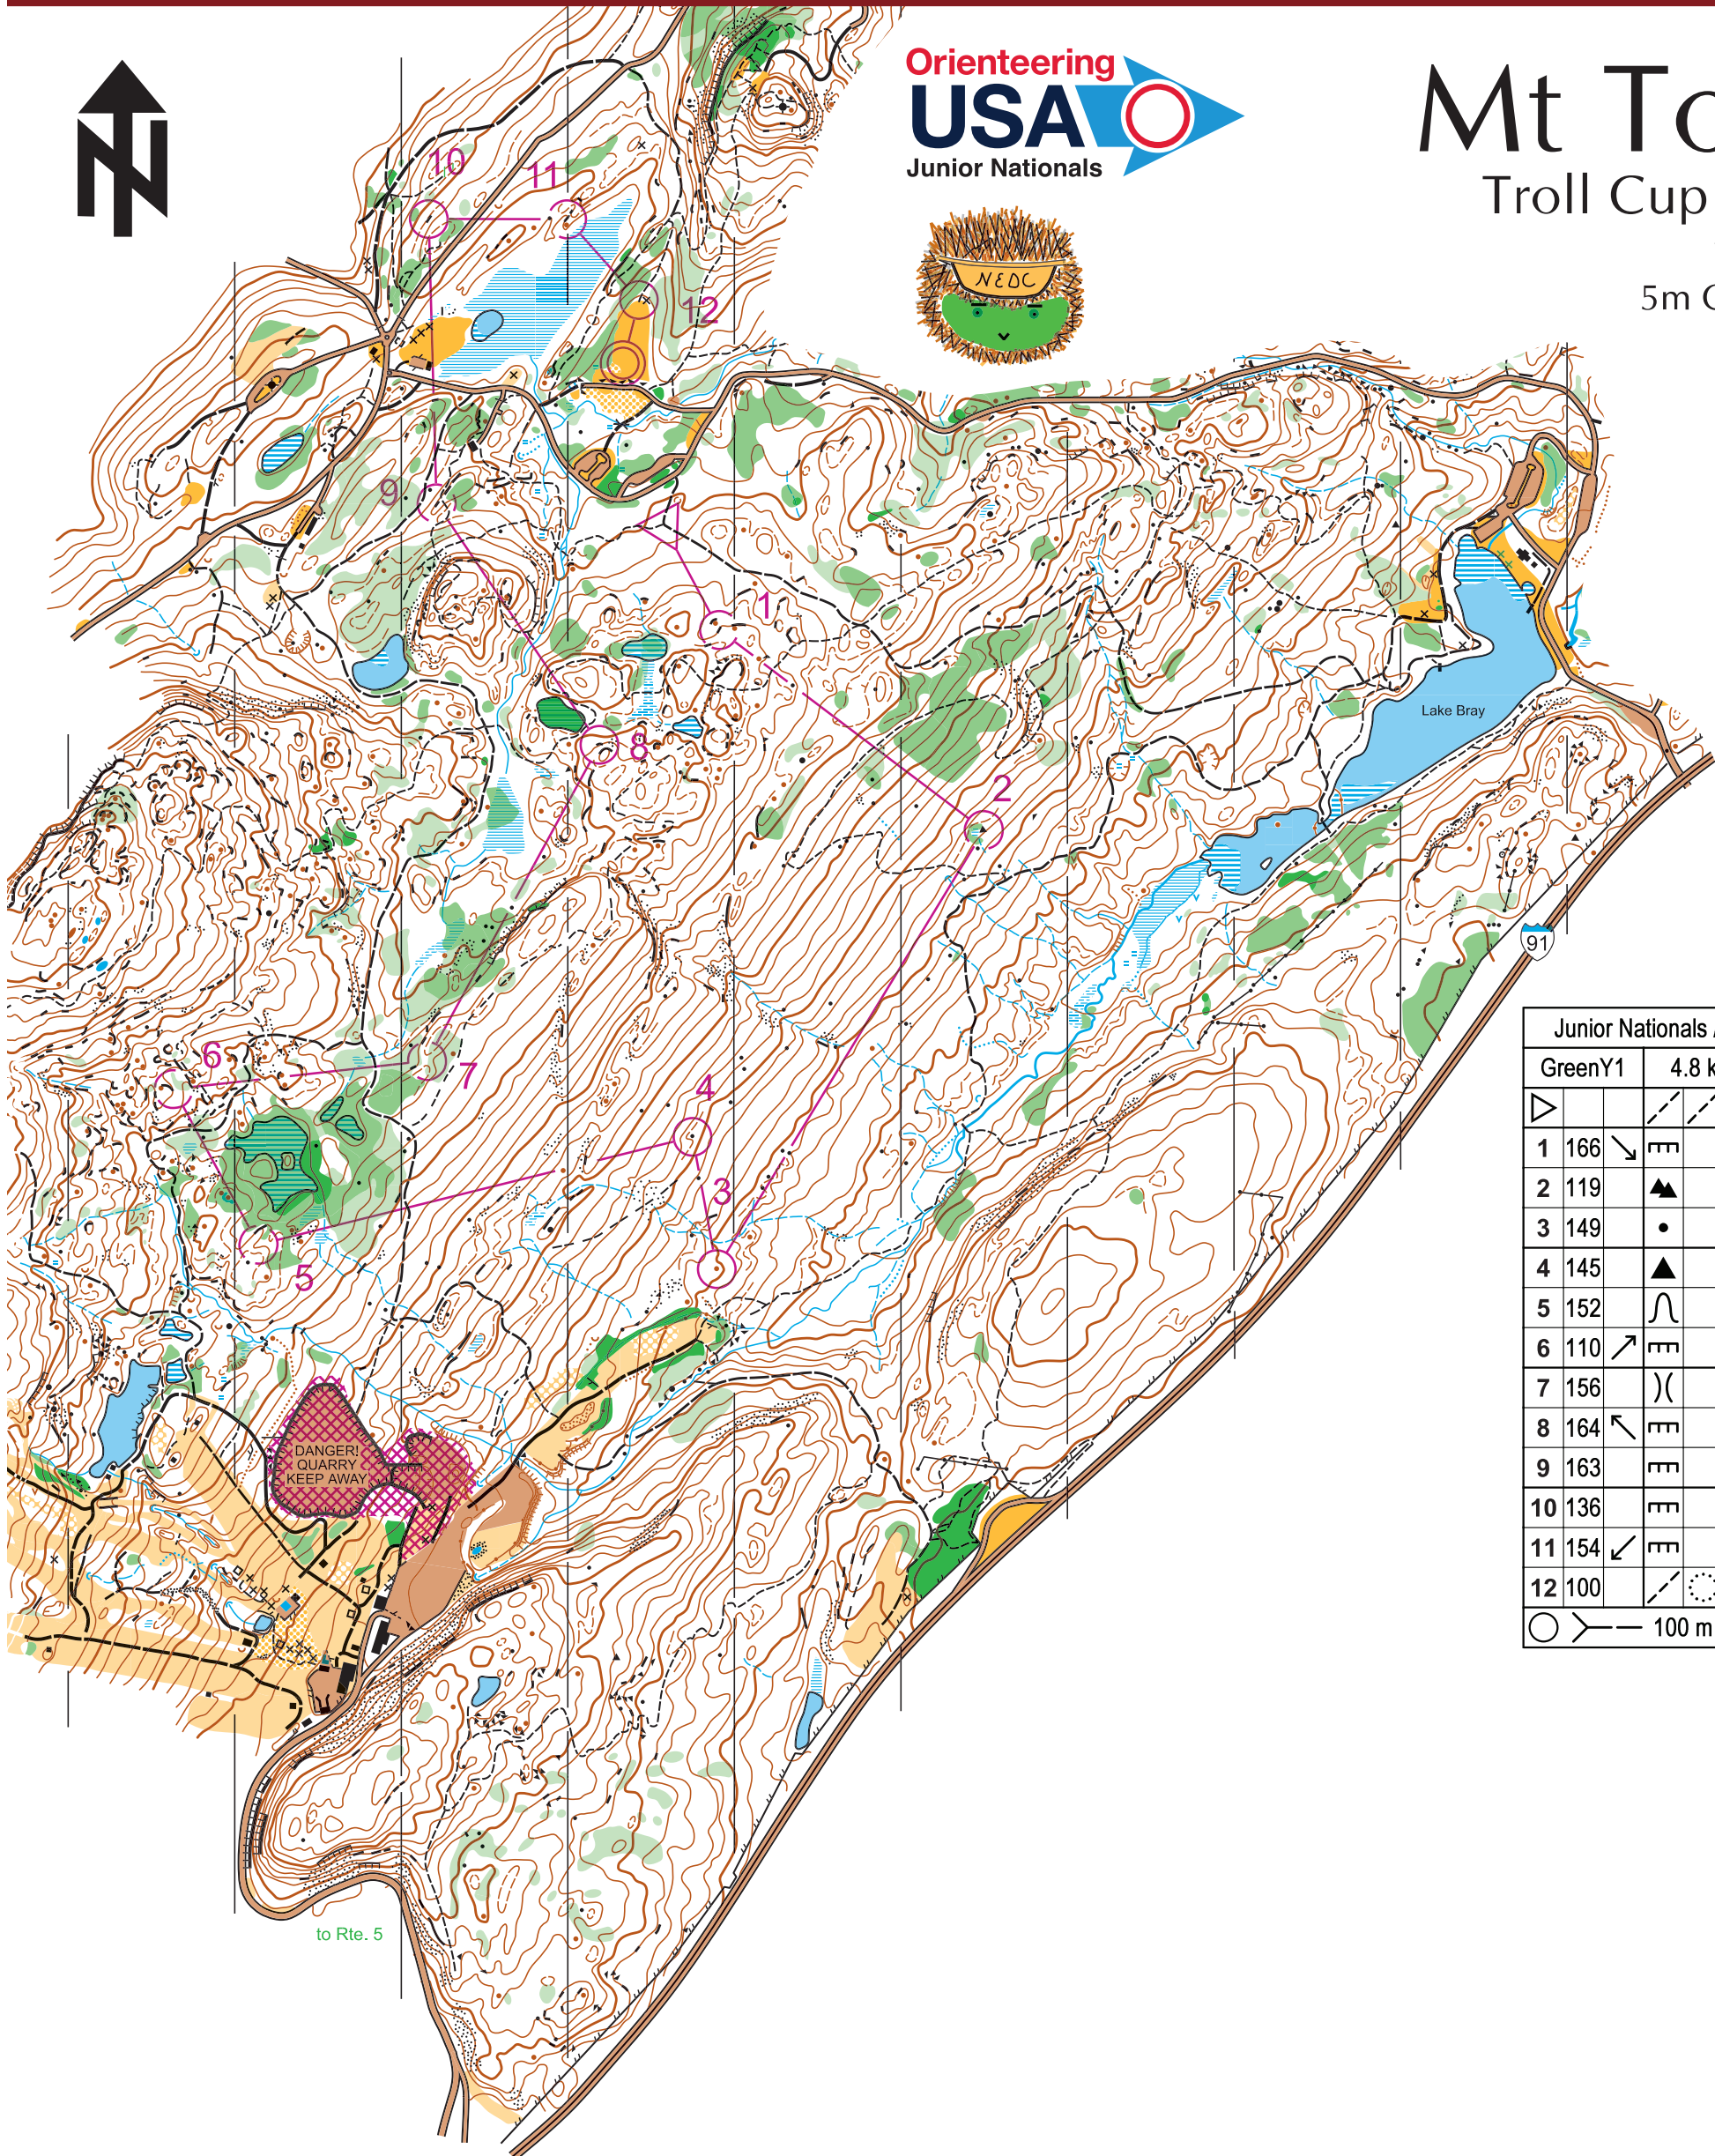 Orienteering
USA
Junior Nationals
Mt To
Troll Cup
5m C
N
NEDC
10
11
12
9
1
8
2
Lake Bray
91
6
7
4
3
5
DANGER!
QUARRY
KEEP AWAY
to Rte. 5
Junior Nationals
GreenY1 4.8 k
1 166
2 119
3 149
4 145
5 152
6 110
7 156
8 164
9 163
10 136
11 154
12 100
100 m